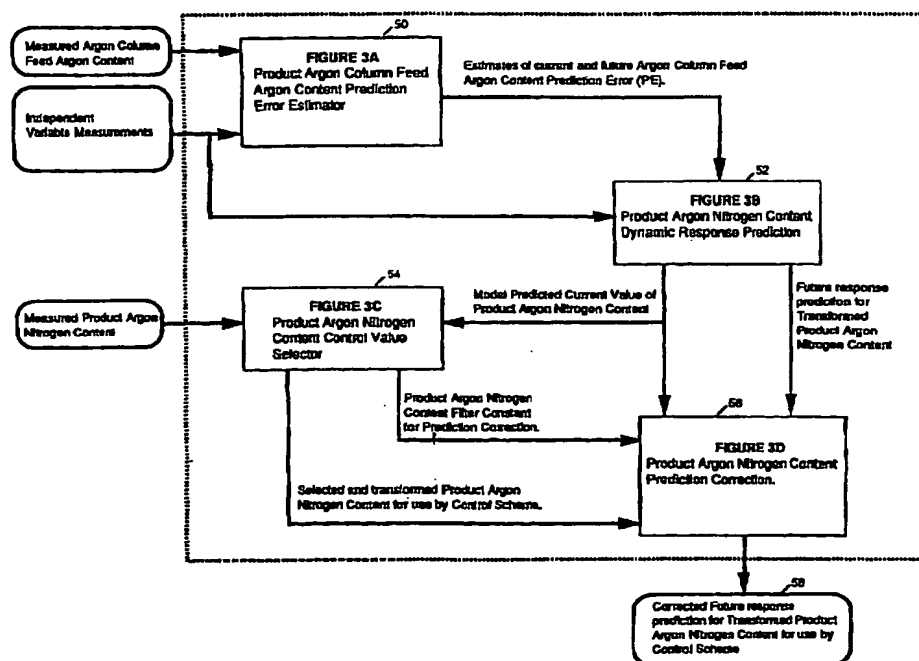 50
Measured Argon Column
Feed Argon Content
FIGURE 3A
Product Argon Column Feed
Argon Content Prediction
Error Estimator
Estimates of current and future Argon Column Feed
Argon Content Prediction Error (PE).
Independent
Variable Measurements
52
FIGURE 3B
Product Argon Nitrogen Content
Dynamic Response Prediction
54
Measured Product Argon
Nitrogen Content
FIGURE 3C
Product Argon Nitrogen
Content Control Value
Selector
Model Predicted Current Value of
Product Argon Nitrogen Content
Future response
prediction for
Transformed
Product Argon
Nitrogen Content
Product Argon Nitrogen
Content Filter Constant
for Prediction Correction.
56
FIGURE 3D
Product Argon Nitrogen Content
Prediction Correction.
Selected and transformed Product Argon
Nitrogen Content for use by Control Scheme.
58
Corrected Future response
prediction for Transformed Product
Argon Nitrogen Content for use by
Control Scheme